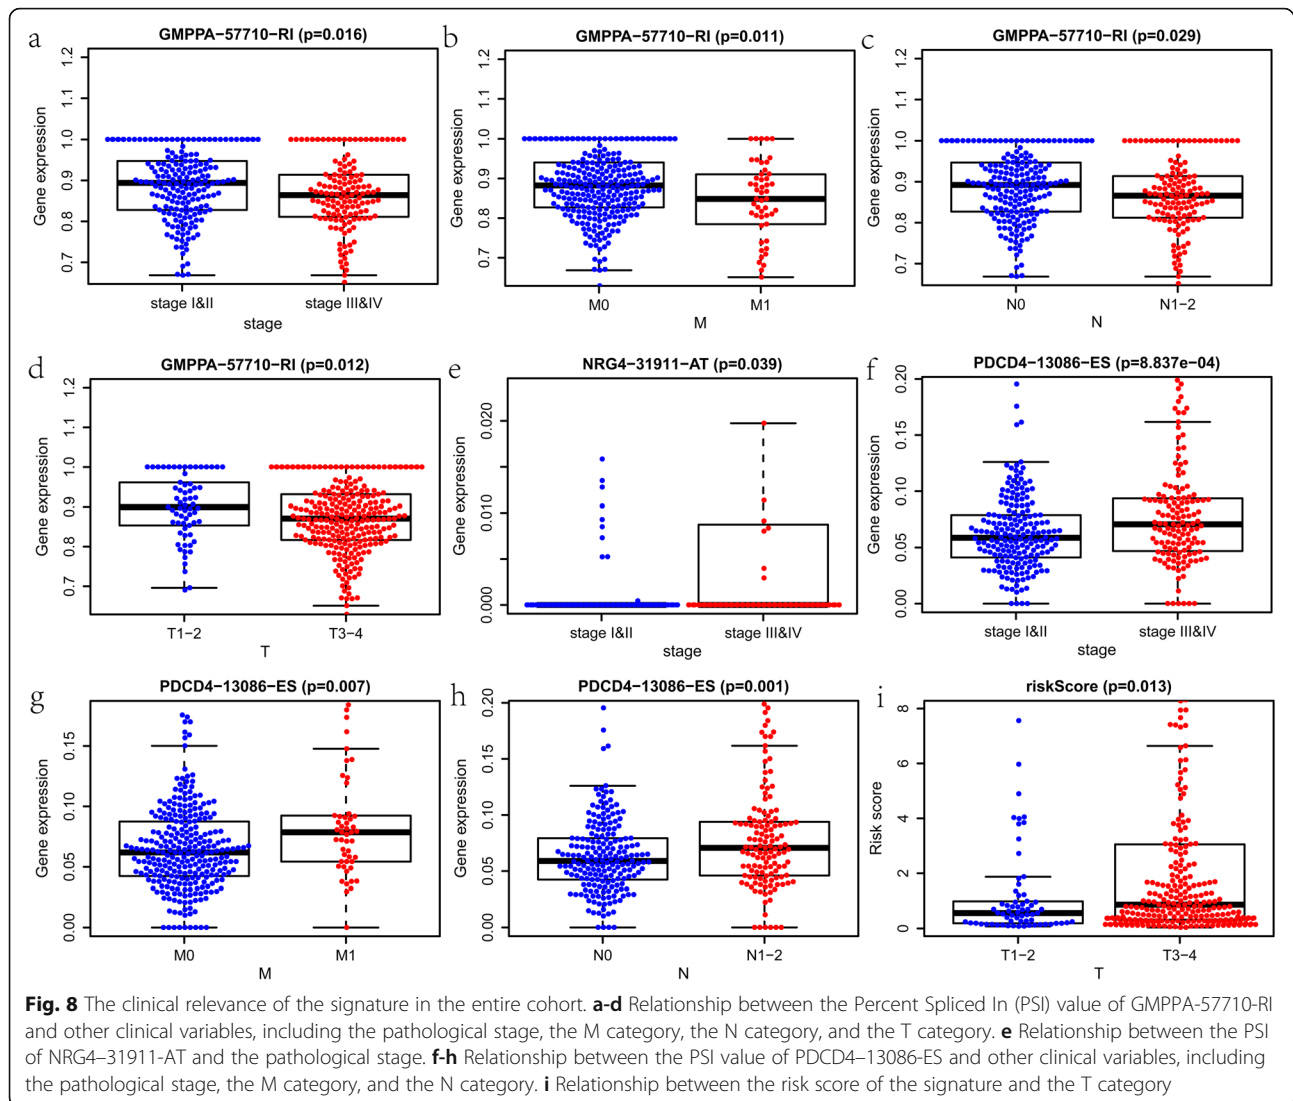 a
GMPPA−57710−RI (p=0.016)
Gene expression
0.7 0.8 0.9 1.0 1.1 1.2
stage I&II stage III&IV
stage
b
GMPPA−57710−RI (p=0.011)
Gene expression
0.7 0.8 0.9 1.0 1.1 1.2
M0 M1
M
c
GMPPA−57710−RI (p=0.029)
Gene expression
0.7 0.8 0.9 1.0 1.1 1.2
N0 N1−2
N
d
GMPPA−57710−RI (p=0.012)
Gene expression
0.7 0.8 0.9 1.0 1.1 1.2
T1−2 T3−4
T
e
NRG4−31911−AT (p=0.039)
Gene expression
0.000 0.010 0.020
stage I&II stage III&IV
stage
f
PDCD4−13086−ES (p=8.837e−04)
Gene expression
0.00 0.05 0.10 0.15 0.20
stage I&II stage III&IV
stage
g
PDCD4−13086−ES (p=0.007)
Gene expression
0.00 0.05 0.10 0.15
M0 M1
M
h
PDCD4−13086−ES (p=0.001)
Gene expression
0.00 0.05 0.10 0.15 0.20
N0 N1−2
N
i
riskScore (p=0.013)
Risk score
0 2 4 6 8
T1−2 T3−4
T
Fig. 8 The clinical relevance of the signature in the entire cohort. a-d Relationship between the Percent Spliced In (PSI) value of GMPPA-57710-RI
and other clinical variables, including the pathological stage, the M category, the N category, and the T category. e Relationship between the PSI
of NRG4–31911-AT and the pathological stage. f-h Relationship between the PSI value of PDCD4–13086-ES and other clinical variables, including
the pathological stage, the M category, and the N category. i Relationship between the risk score of the signature and the T category